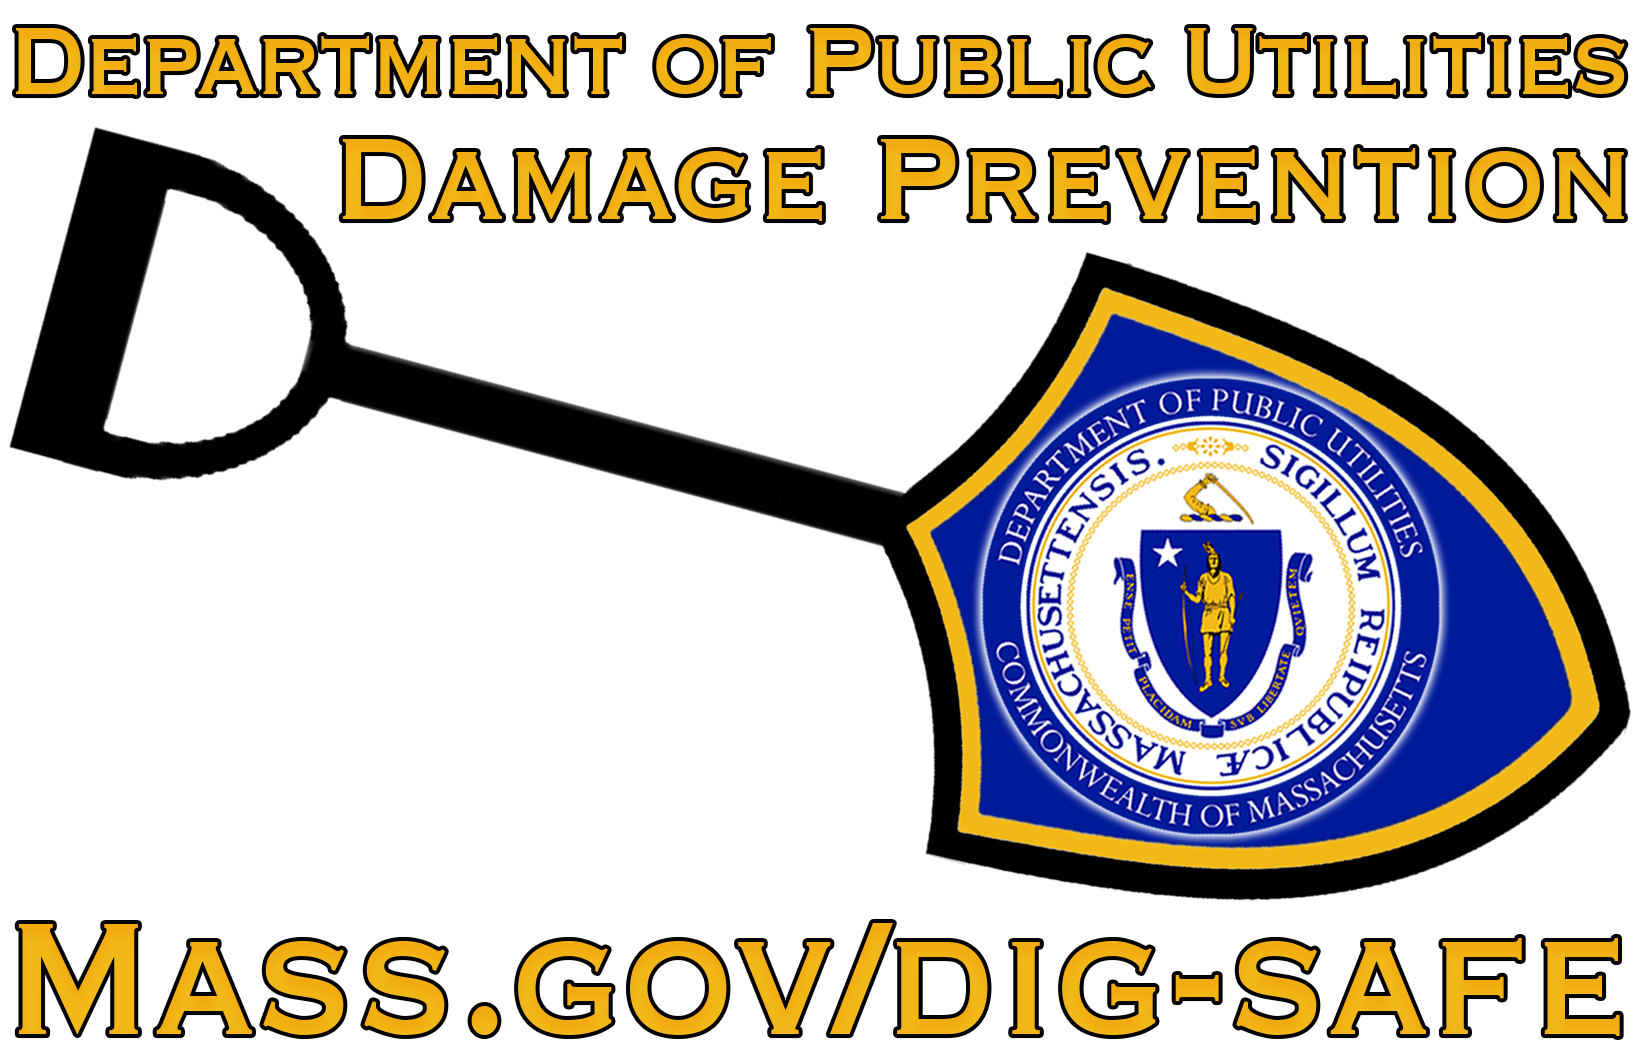 Department of Public Utilities
Damage Prevention
DEPARTMENT OF PUBLIC UTILITIES
SIGILLUM REIPUBLICÆ MASSACHUSETTENSIS.
ENSE PETIT PLACIDAM SVB LIBERTATE QVIETEM
COMMONWEALTH OF MASSACHUSETTS
Mass.gov/dig-safe